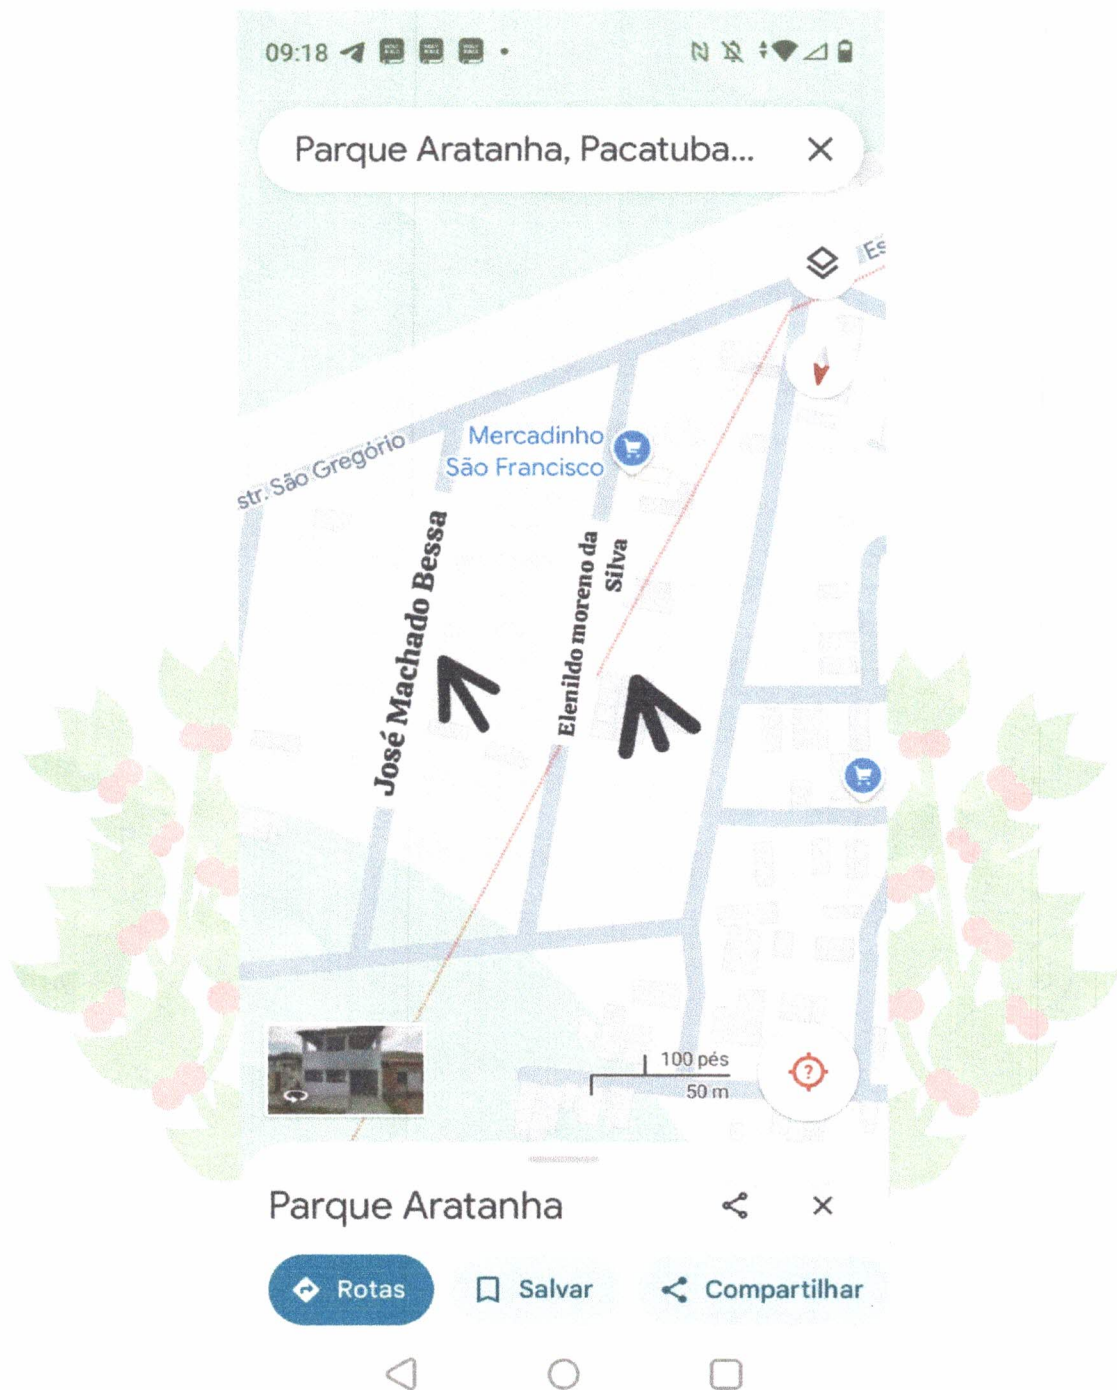 09:18
Parque Aratanha, Pacatuba...
Es
str. São Gregório
Mercadinho
São Francisco
José Machado Bessa
Elenildo moreno da
Silva
100 pés
50 m
?
Parque Aratanha
Rotas
Salvar
Compartilhar